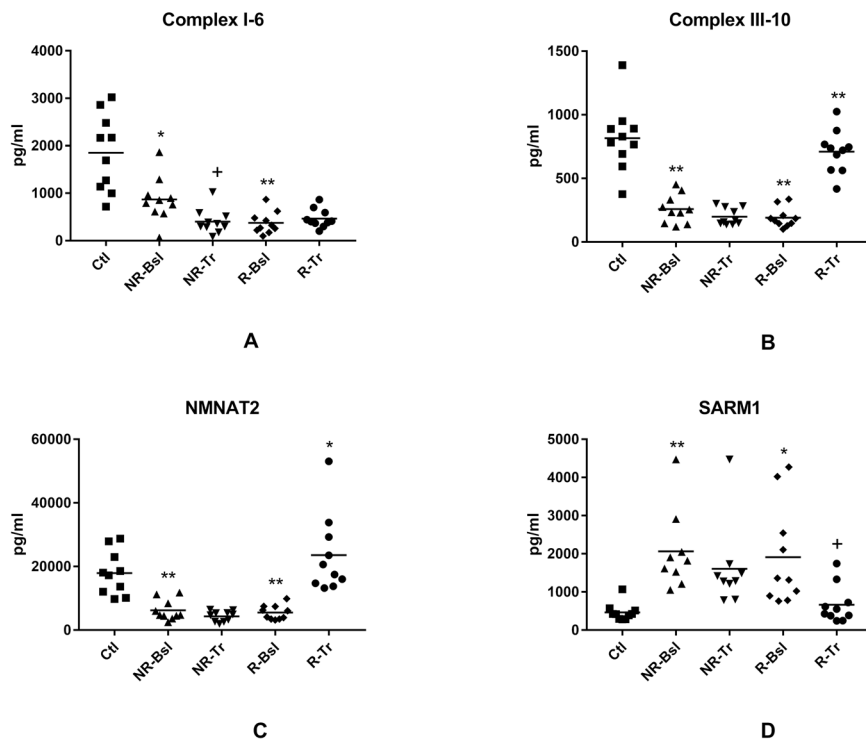 Complex I-6
4000
3000
2000
1000
0
pg/ml
*
+
**
Ctl
NR-Bsl
NR-Tr
R-Bsl
R-Tr
A
Complex III-10
1500
1000
500
0
pg/ml
**
**
**
Ctl
NR-Bsl
NR-Tr
R-Bsl
R-Tr
B
NMNAT2
60000
40000
20000
0
pg/ml
**
**
*
Ctl
NR-Bsl
NR-Tr
R-Bsl
R-Tr
C
SARM1
5000
4000
3000
2000
1000
0
pg/ml
**
*
+
Ctl
NR-Bsl
NR-Tr
R-Bsl
R-Tr
D